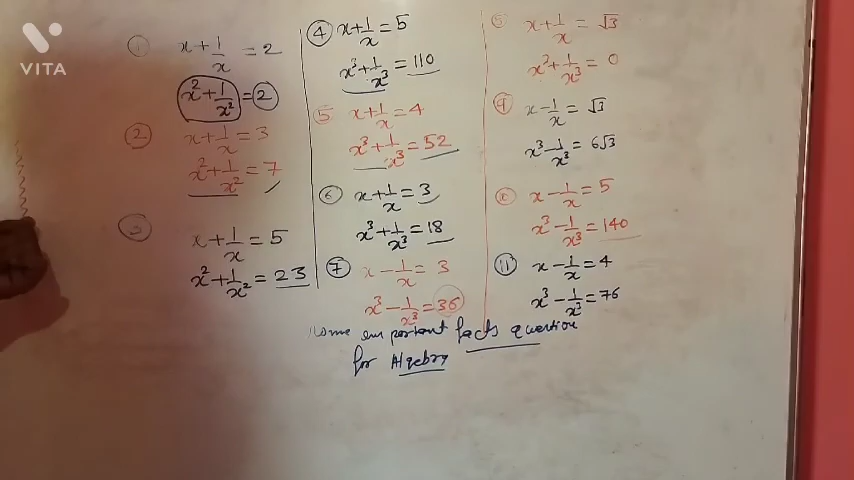 VITA
① x + 1/x = 2
x² + 1/x² = 2
② x + 1/x = 3
x² + 1/x² = 7
③ x + 1/x = 5
x² + 1/x² = 23
④ x + 1/x = 5
x³ + 1/x³ = 110
⑤ x + 1/x = 4
x³ + 1/x³ = 52
⑥ x + 1/x = 3
x³ + 1/x³ = 18
⑦ x - 1/x = 3
x³ - 1/x³ = 36
x + 1/x = √3
x³ + 1/x³ = 0
⑨ x - 1/x = √3
x³ - 1/x³ = 6√3
⑩ x - 1/x = 5
x³ - 1/x³ = 140
⑪ x - 1/x = 4
x³ - 1/x³ = 76
some important facts question
for Algebra